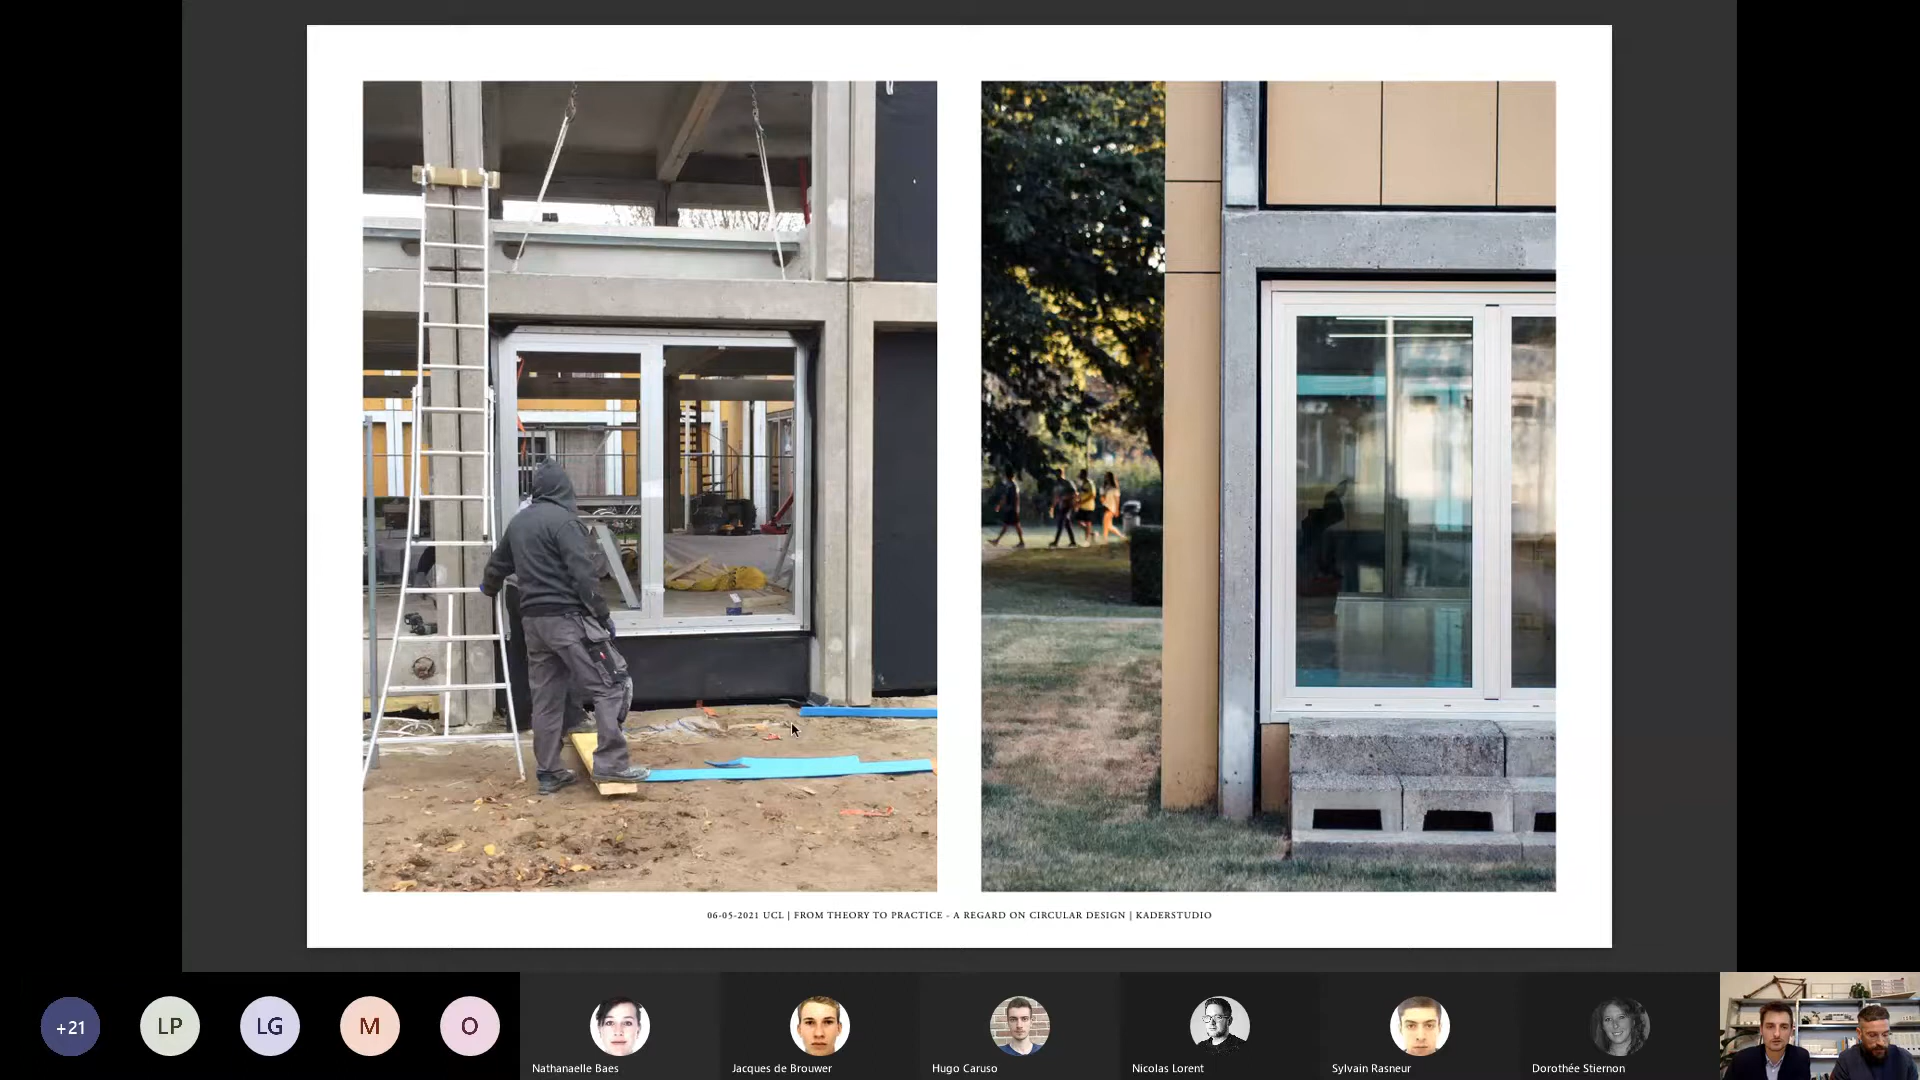 06-05-2021 UCL | FROM THEORY TO PRACTICE - A REGARD ON CIRCULAR DESIGN | KADERSTUDIO
+21
LP
LG
M
O
Nathanaelle Baes
Jacques de Brouwer
Hugo Caruso
Nicolas Lorent
Sylvain Rasneur
Dorothée Stiernon